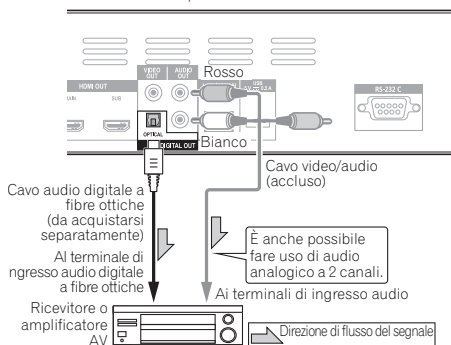 VIDEO OUT
AUDIO OUT
Rosso
USB
HDMI OUT
MAIN
SUB
RS-232 C
OPTICAL
DIGITAL OUT
Bianco
Cavo video/audio
(accluso)
Cavo audio digitale a
fibre ottiche
(da acquistarsi
separatamente)
Al terminale di
ngresso audio digitale
a fibre ottiche
È anche possibile
fare uso di audio
analogico a 2 canali.
Ai terminali di ingresso audio
Ricevitore o
amplificatore
AV
Direzione di flusso del segnale